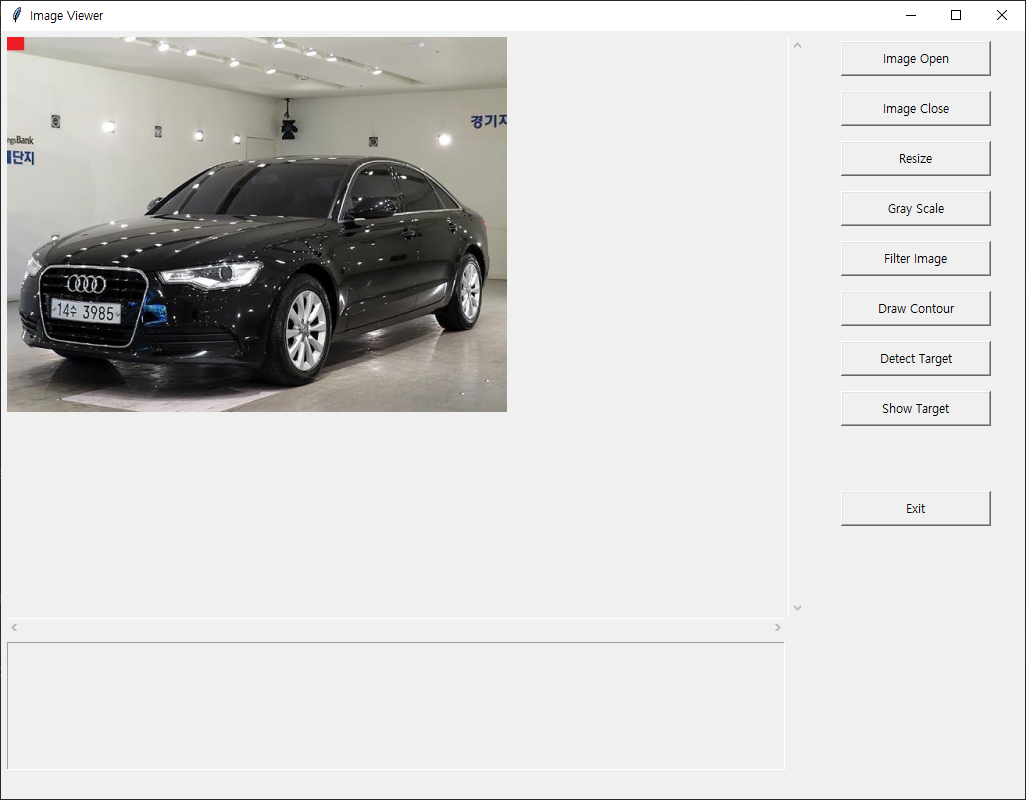 Image Viewer
Image Open
Image Close
Resize
Gray Scale
Filter Image
Draw Contour
Detect Target
Show Target
Exit
경기지
ngsBank
단지
14수 3985